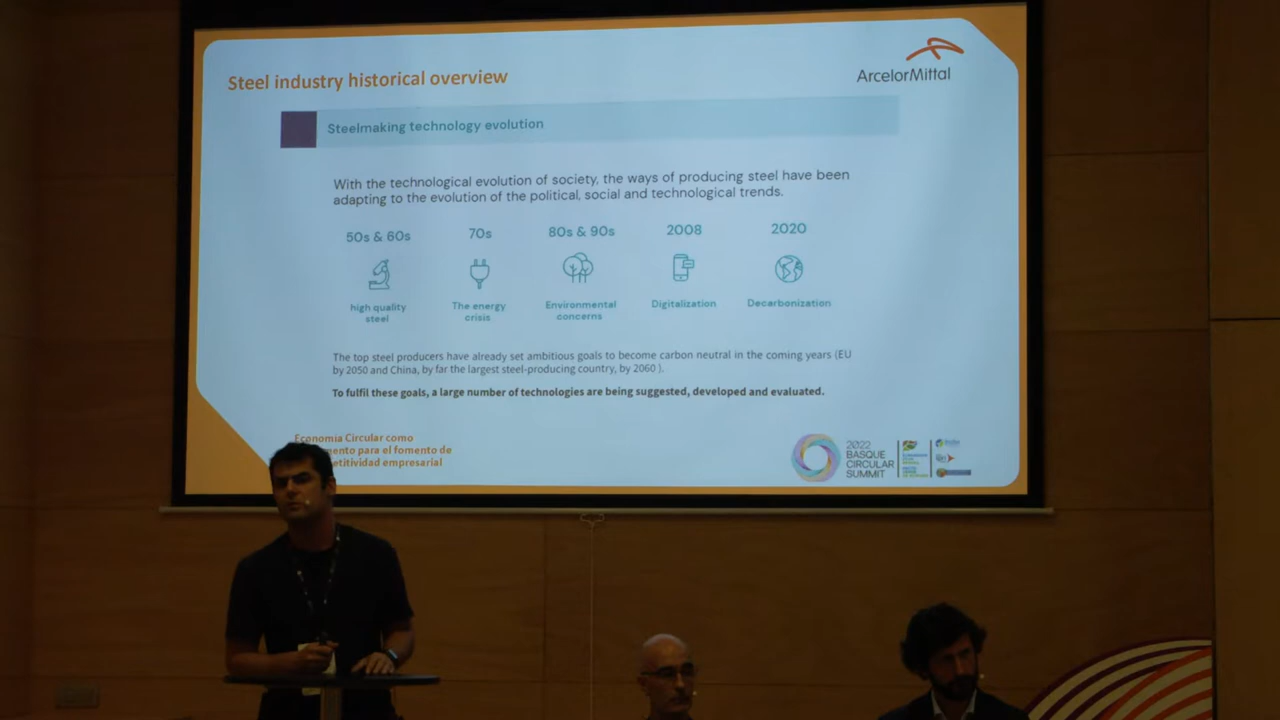 Steel industry historical overview
ArcelorMittal
Steelmaking technology evolution
With the technological evolution of society, the ways of producing steel have been
adapting to the evolution of the political, social and technological trends.
50s & 60s
70s
80s & 90s
2008
2020
high quality
steel
The energy
crisis
Environmental
concerns
Digitalization
Decarbonization
The top steel producers have already set ambitious goals to become carbon neutral in the coming years (EU
by 2050 and China, by far the largest steel-producing country, by 2060 ).
To fulfil these goals, a large number of technologies are being suggested, developed and evaluated.
Economia Circular como
mento para el fomento de
etitividad empresarial
2022
BASQUE
CIRCULAR
SUMMIT